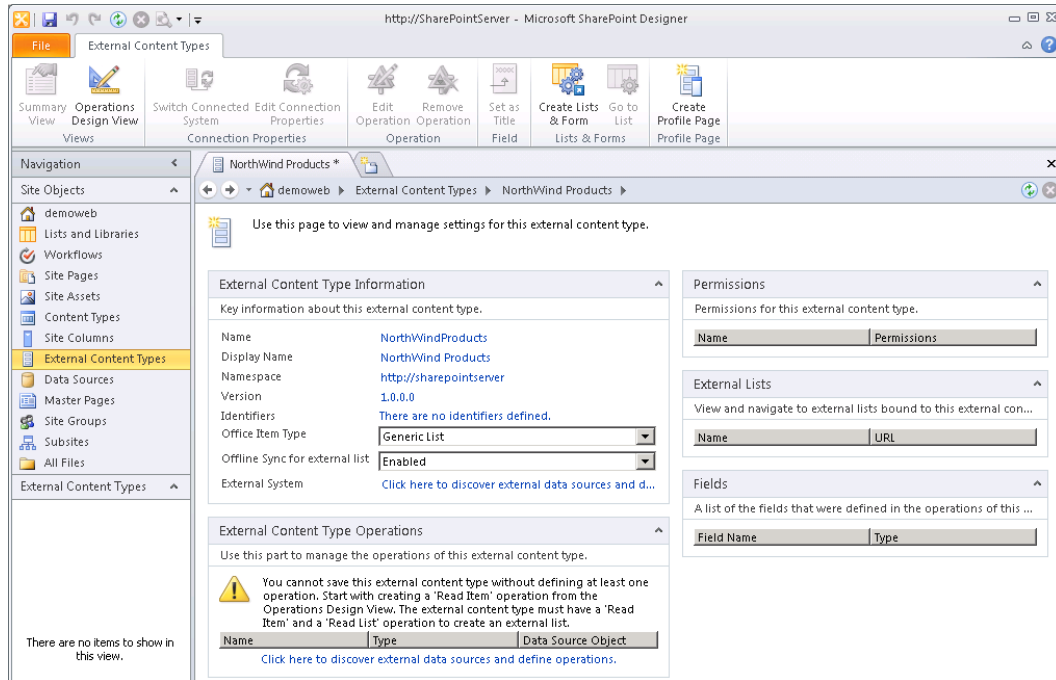 http://SharePointServer - Microsoft SharePoint Designer
File
External Content Types
Summary View
Operations Design View
Views
Switch Connected System
Edit Connection Properties
Connection Properties
Edit Operation
Remove Operation
Operation
Set as Title
Field
Create Lists & Form
Go to List
Lists & Forms
Create Profile Page
Profile Page
Navigation
Site Objects
demoweb
Lists and Libraries
Workflows
Site Pages
Site Assets
Content Types
Site Columns
External Content Types
Data Sources
Master Pages
Site Groups
Subsites
All Files
External Content Types
There are no items to show in
this view.
NorthWind Products *
demoweb
External Content Types
NorthWind Products
Use this page to view and manage settings for this external content type.
External Content Type Information
Key information about this external content type.
Name NorthWindProducts
Display Name NorthWind Products
Namespace http://sharepointserver
Version 1.0.0.0
Identifiers There are no identifiers defined.
Office Item Type Generic List
Offline Sync for external list Enabled
External System Click here to discover external data sources and d...
External Content Type Operations
Use this part to manage the operations of this external content type.
You cannot save this external content type without defining at least one
operation. Start with creating a 'Read Item' operation from the
Operations Design View. The external content type must have a 'Read
Item' and a 'Read List' operation to create an external list.
Name Type Data Source Object
Click here to discover external data sources and define operations.
Permissions
Permissions for this external content type.
Name Permissions
External Lists
View and navigate to external lists bound to this external con...
Name URL
Fields
A list of the fields that were defined in the operations of this ...
Field Name Type